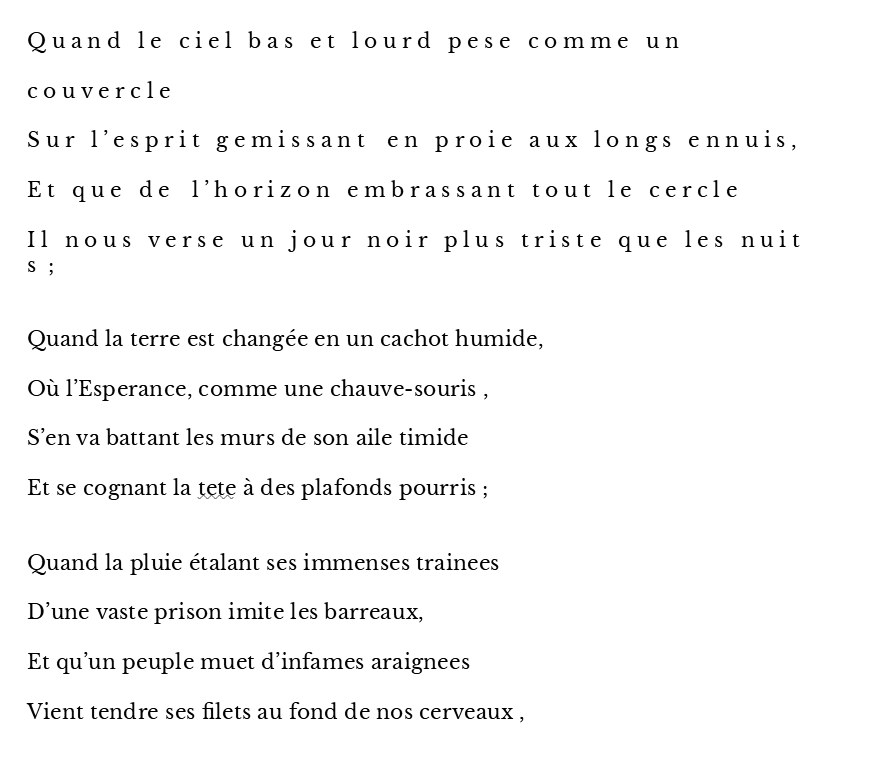 Quand le ciel bas et lourd pese comme un
couvercle
Sur l’esprit gemissant en proie aux longs ennuis,
Et que de l’horizon embrassant tout le cercle
Il nous verse un jour noir plus triste que les nuit
s ;
Quand la terre est changée en un cachot humide,
Où l’Esperance, comme une chauve-souris ,
S’en va battant les murs de son aile timide
Et se cognant la tete à des plafonds pourris ;
Quand la pluie étalant ses immenses trainees
D’une vaste prison imite les barreaux,
Et qu’un peuple muet d’infames araignees
Vient tendre ses filets au fond de nos cerveaux ,